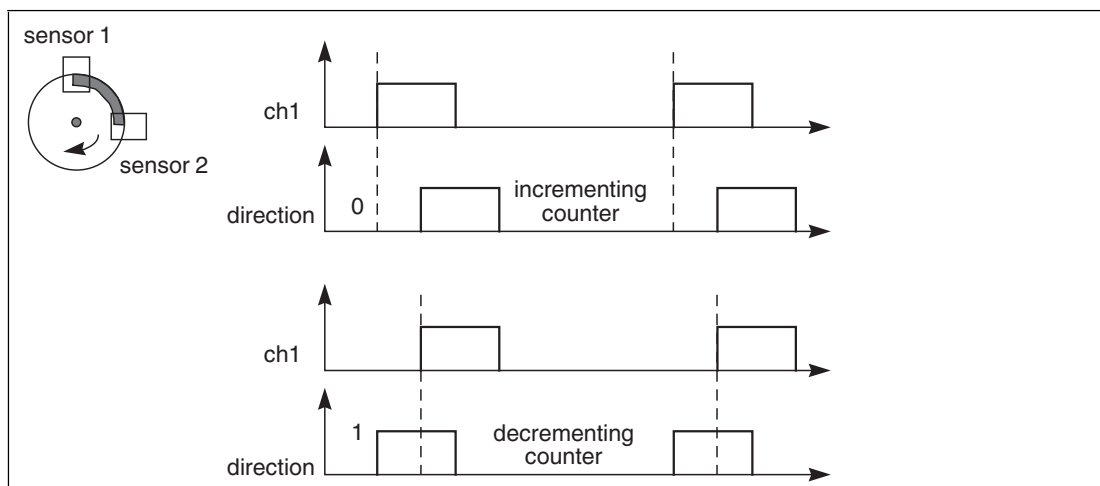 sensor 1
sensor 2
ch1
direction
0
incrementing
counter
ch1
direction
1
decrementing
counter